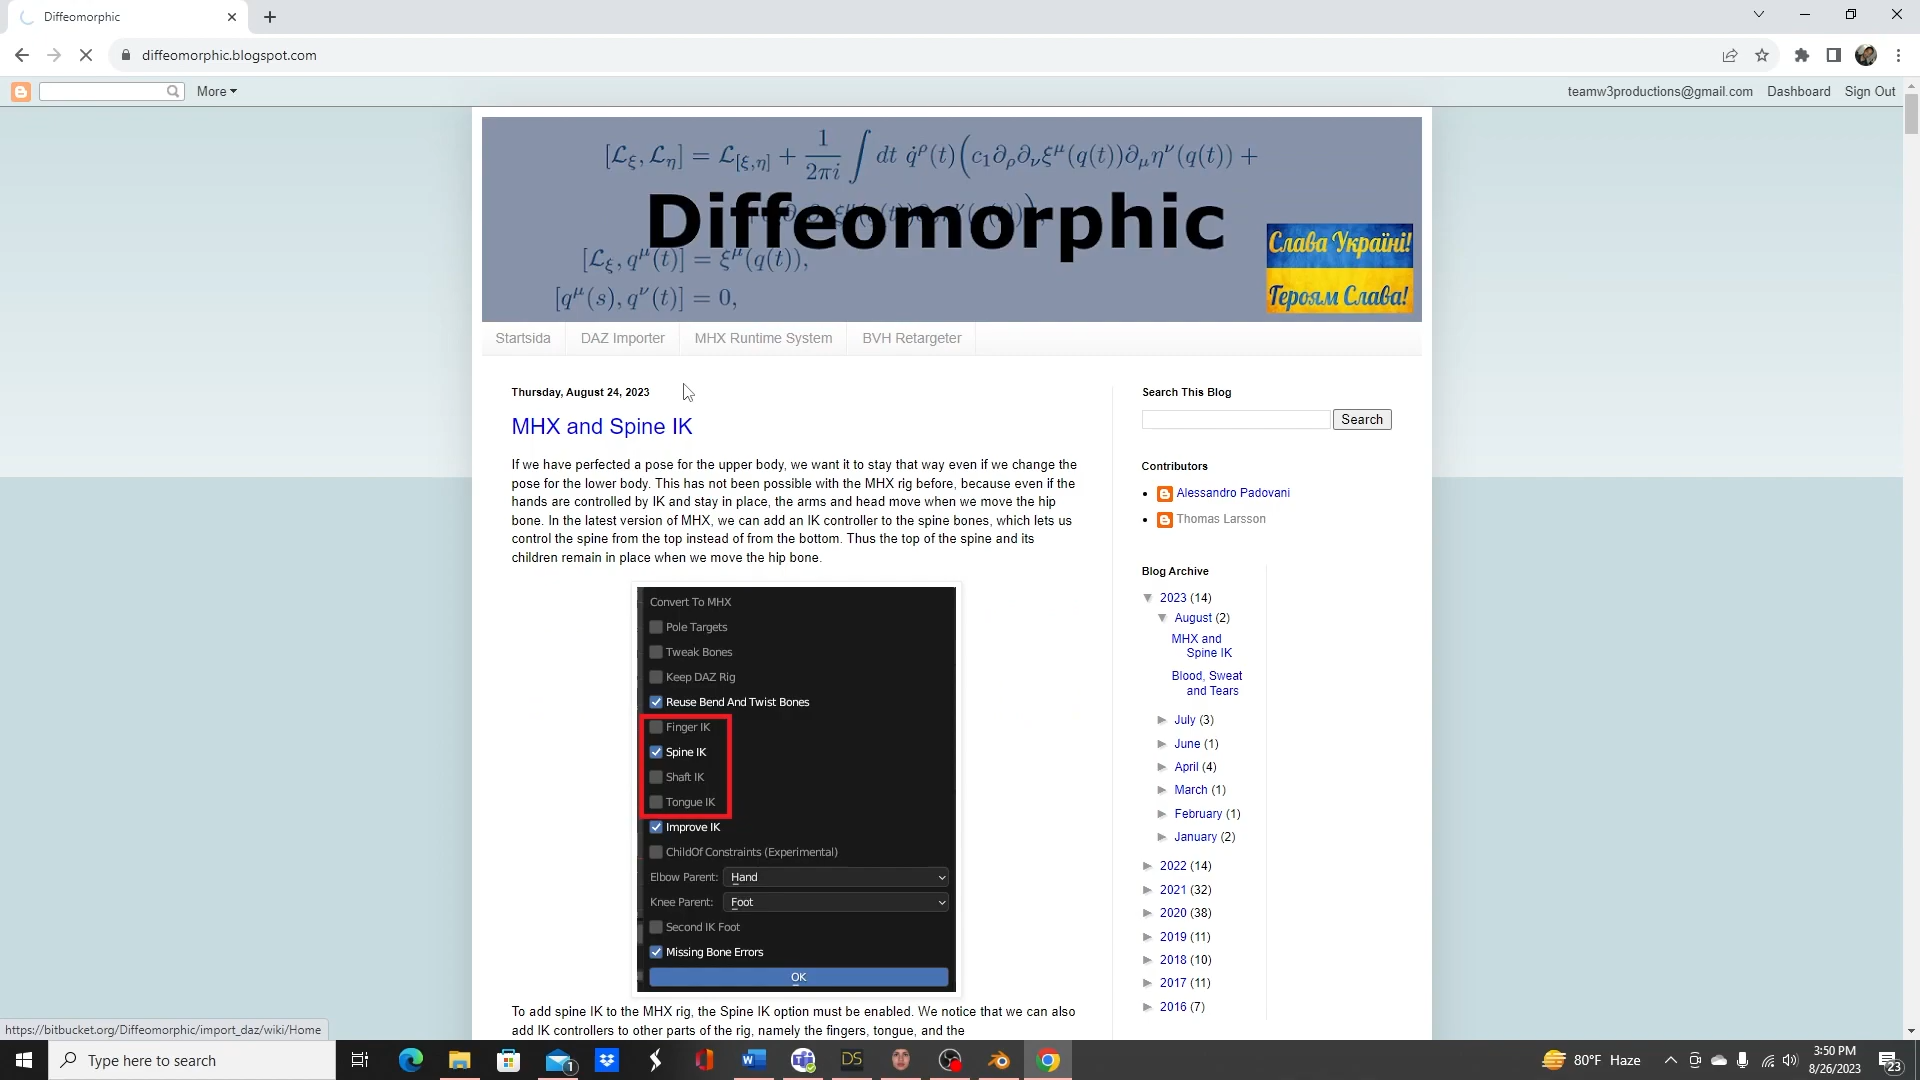 Diffeomorphic
diffeomorphic.blogspot.com
More
teamw3productions@gmail.com Dashboard Sign Out
Diffeomorphic
Слава Україні!
Героям Слава!
Startsida DAZ Importer MHX Runtime System BVH Retargeter
Thursday, August 24, 2023
MHX and Spine IK
If we have perfected a pose for the upper body, we want it to stay that way even if we change the
pose for the lower body. This has not been possible with the MHX rig before, because even if the
hands are controlled by IK and stay in place, the arms and head move when we move the hip
bone. In the latest version of MHX, we can add an IK controller to the spine bones, which lets us
control the spine from the top instead of from the bottom. Thus the top of the spine and its
children remain in place when we move the hip bone.
Convert To MHX
Pole Targets
Tweak Bones
Keep DAZ Rig
Reuse Bend And Twist Bones
Finger IK
Spine IK
Shaft IK
Tongue IK
Improve IK
ChildOf Constraints (Experimental)
Elbow Parent: Hand
Knee Parent: Foot
Second IK Foot
Missing Bone Errors
OK
To add spine IK to the MHX rig, the Spine IK option must be enabled. We notice that we can also
add IK controllers to other parts of the rig, namely the fingers, tongue, and the
Search This Blog
Search
Contributors
Alessandro Padovani
Thomas Larsson
Blog Archive
▼ 2023 (14)
▼ August (2)
MHX and
Spine IK
Blood, Sweat
and Tears
► July (3)
► June (1)
► April (4)
► March (1)
► February (1)
► January (2)
► 2022 (14)
► 2021 (32)
► 2020 (38)
► 2019 (11)
► 2018 (10)
► 2017 (11)
► 2016 (7)
https://bitbucket.org/Diffeomorphic/import_daz/wiki/Home
Type here to search
1
DS
80°F Haze
3:50 PM
8/26/2023
23